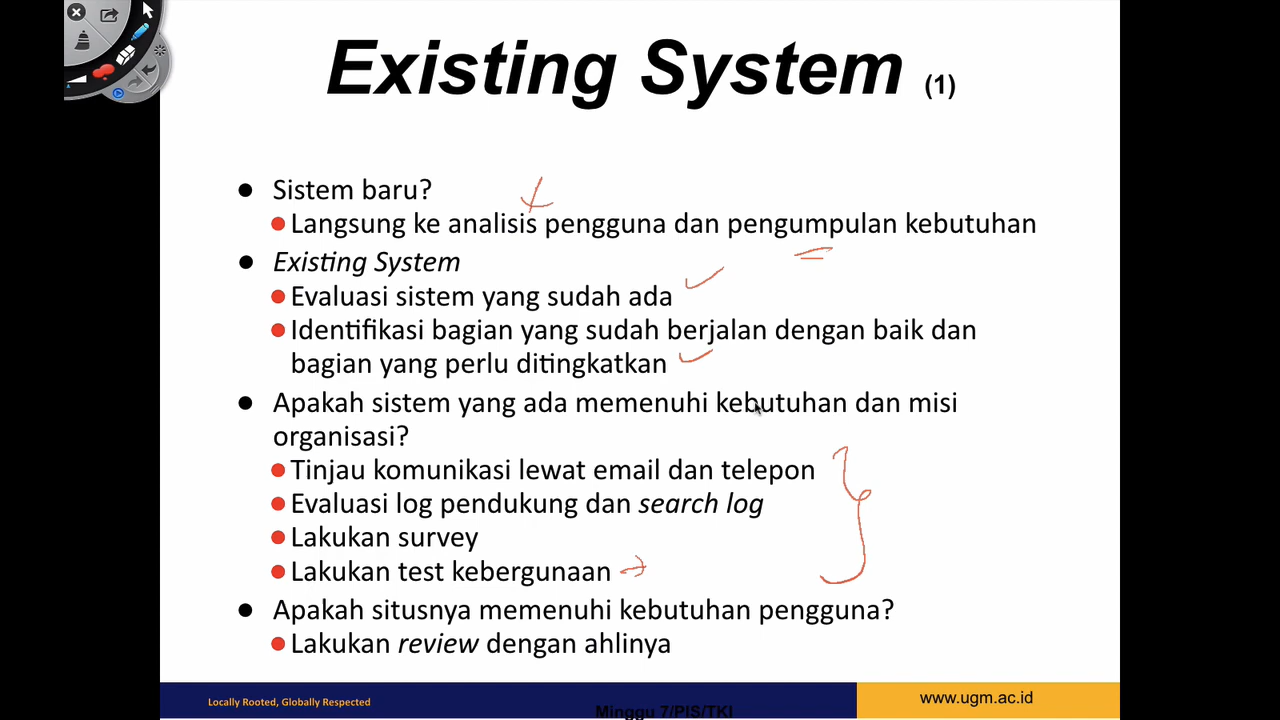 Existing System (1)
Sistem baru?
Langsung ke analisis pengguna dan pengumpulan kebutuhan
Existing System
Evaluasi sistem yang sudah ada
Identifikasi bagian yang sudah berjalan dengan baik dan
bagian yang perlu ditingkatkan
Apakah sistem yang ada memenuhi kebutuhan dan misi
organisasi?
Tinjau komunikasi lewat email dan telepon
Evaluasi log pendukung dan search log
Lakukan survey
Lakukan test kebergunaan
Apakah situsnya memenuhi kebutuhan pengguna?
Lakukan review dengan ahlinya
Locally Rooted, Globally Respected
www.ugm.ac.id
Minggu 7/PIS/TKI